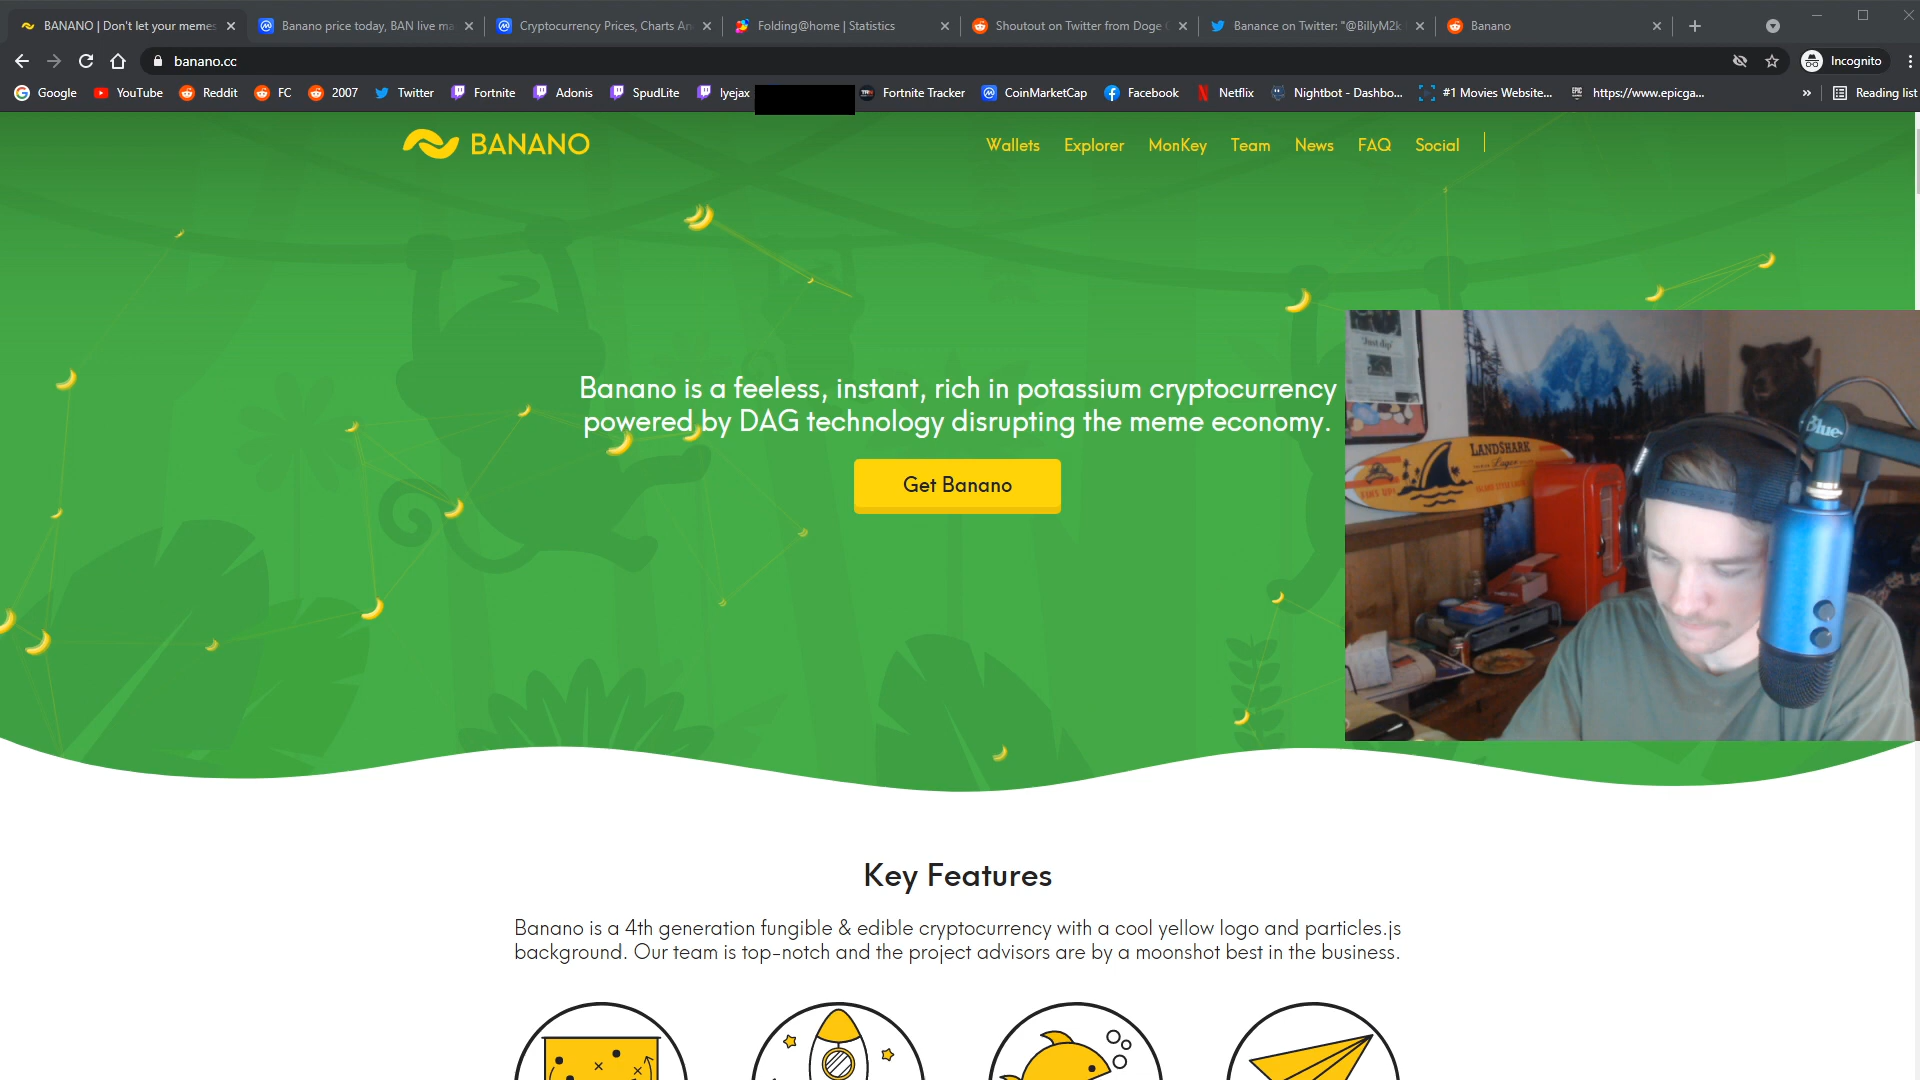 BANANO | Don't let your memes
Banano price today, BAN live ma
Cryptocurrency Prices, Charts An
Folding@home | Statistics
Shoutout on Twitter from Doge
Banance on Twitter: "@BillyM2k
Banano
banano.cc
Incognito
Google
YouTube
Reddit
FC
2007
Twitter
Fortnite
Adonis
SpudLite
lyejax
Fortnite Tracker
CoinMarketCap
Facebook
Netflix
Nightbot - Dashbo...
#1 Movies Website...
https://www.epicga...
»
Reading list
BANANO
Wallets
Explorer
MonKey
Team
News
FAQ
Social
Banano is a feeless, instant, rich in potassium cryptocurrency
powered by DAG technology disrupting the meme economy.
Get Banano
"Just dip"
LANDSHARK
Lager
FINS UP!
Blue
Key Features
Banano is a 4th generation fungible & edible cryptocurrency with a cool yellow logo and particles.js
background. Our team is top-notch and the project advisors are by a moonshot best in the business.